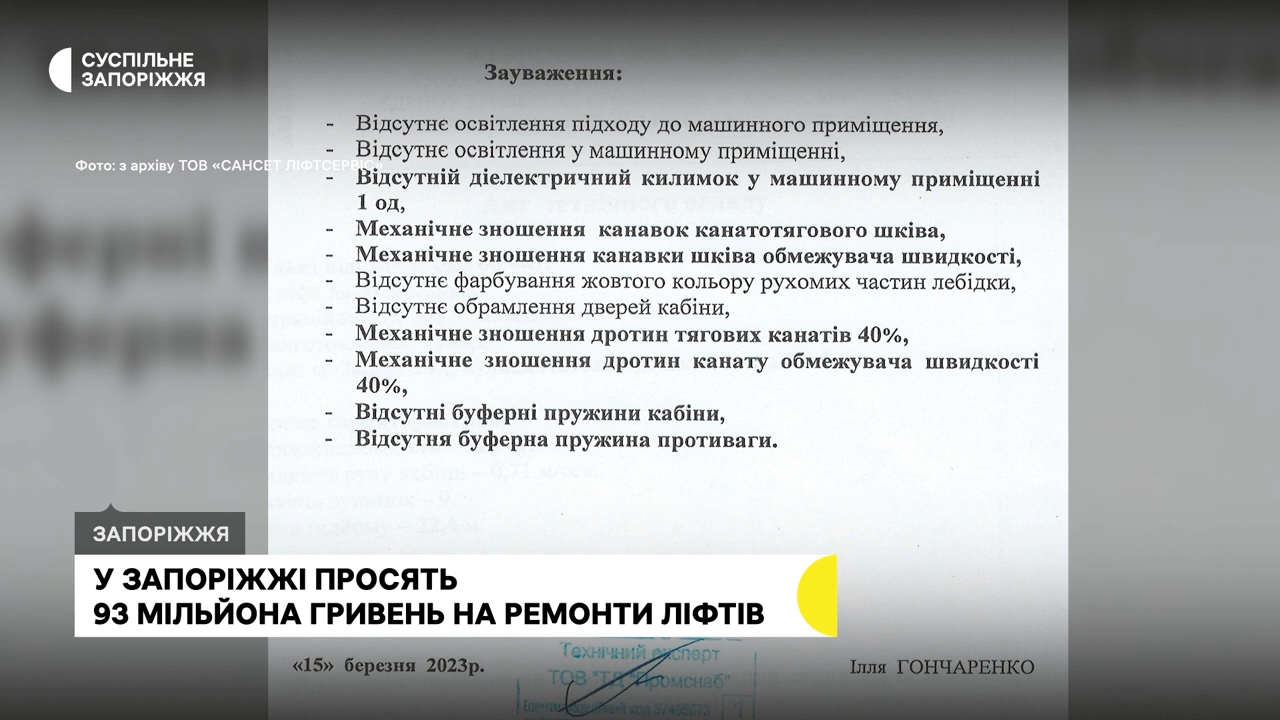 СУСПІЛЬНЕ
ЗАПОРІЖЖЯ
Фото: з архіву ТОВ «САНСЕТ ЛІФТСЕРВІС»
Зауваження:
- Відсутнє освітлення підходу до машинного приміщення,
- Відсутнє освітлення у машинному приміщенні,
- Відсутній діелектричний килимок у машинному приміщенні
1 од,
- Механічне зношення канавок канатотягового шківа,
- Механічне зношення канавки шківа обмежувача швидкості,
- Відсутнє фарбування жовтого кольору рухомих частин лебідки,
- Відсутнє обрамлення дверей кабіни,
- Механічне зношення дротин тягових канатів 40%,
- Механічне зношення дротин канату обмежувача швидкості
40%,
- Відсутні буферні пружини кабіни,
- Відсутня буферна пружина противаги.
ЗАПОРІЖЖЯ
У ЗАПОРІЖЖІ ПРОСЯТЬ
93 МІЛЬЙОНА ГРИВЕНЬ НА РЕМОНТИ ЛІФТІВ
«15» березня 2023р.
Ілля ГОНЧАРЕНКО
Технічний експерт
ТОВ "ТД "Промснаб"